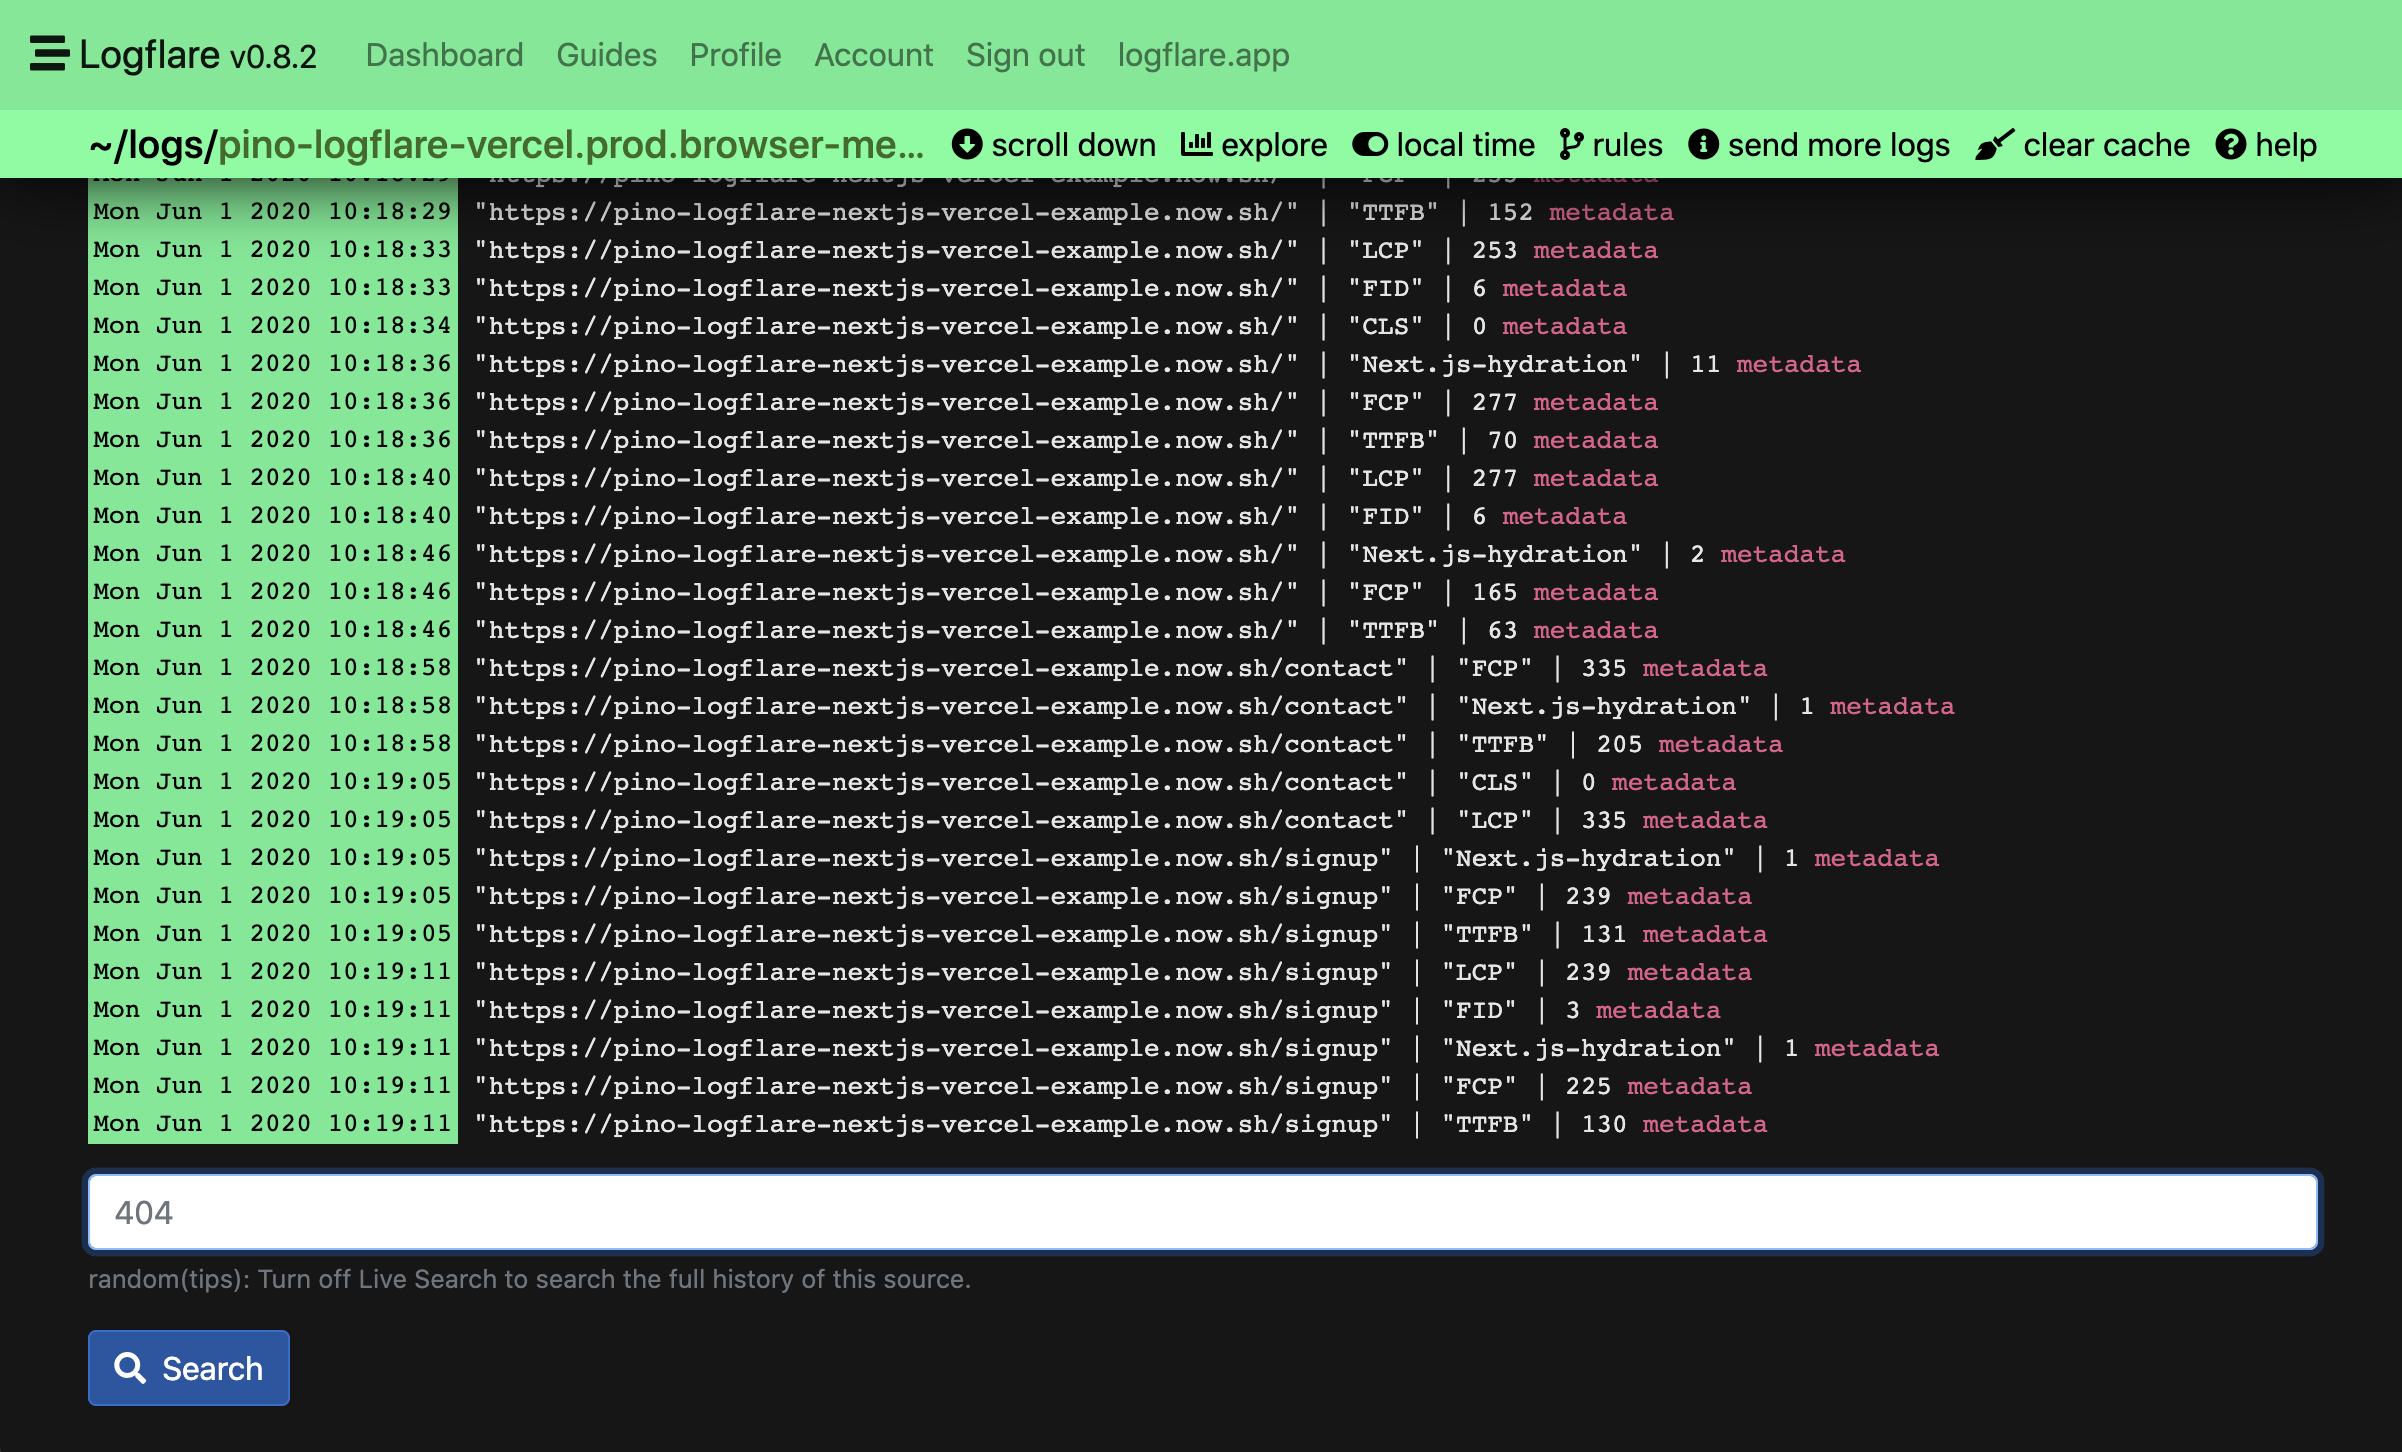 Logflare v0.8.2 Dashboard Guides Profile Account Sign out logflare.app
~/logs/pino-logflare-vercel.prod.browser-me... scroll down explore local time rules send more logs clear cache help
Mon Jun 1 2020 10:18:29 "https://pino-logflare-nextjs-vercel-example.now.sh/" | "TTFB" | 152 metadata
Mon Jun 1 2020 10:18:33 "https://pino-logflare-nextjs-vercel-example.now.sh/" | "LCP" | 253 metadata
Mon Jun 1 2020 10:18:33 "https://pino-logflare-nextjs-vercel-example.now.sh/" | "FID" | 6 metadata
Mon Jun 1 2020 10:18:34 "https://pino-logflare-nextjs-vercel-example.now.sh/" | "CLS" | 0 metadata
Mon Jun 1 2020 10:18:36 "https://pino-logflare-nextjs-vercel-example.now.sh/" | "Next.js-hydration" | 11 metadata
Mon Jun 1 2020 10:18:36 "https://pino-logflare-nextjs-vercel-example.now.sh/" | "FCP" | 277 metadata
Mon Jun 1 2020 10:18:36 "https://pino-logflare-nextjs-vercel-example.now.sh/" | "TTFB" | 70 metadata
Mon Jun 1 2020 10:18:40 "https://pino-logflare-nextjs-vercel-example.now.sh/" | "LCP" | 277 metadata
Mon Jun 1 2020 10:18:40 "https://pino-logflare-nextjs-vercel-example.now.sh/" | "FID" | 6 metadata
Mon Jun 1 2020 10:18:46 "https://pino-logflare-nextjs-vercel-example.now.sh/" | "Next.js-hydration" | 2 metadata
Mon Jun 1 2020 10:18:46 "https://pino-logflare-nextjs-vercel-example.now.sh/" | "FCP" | 165 metadata
Mon Jun 1 2020 10:18:46 "https://pino-logflare-nextjs-vercel-example.now.sh/" | "TTFB" | 63 metadata
Mon Jun 1 2020 10:18:58 "https://pino-logflare-nextjs-vercel-example.now.sh/contact" | "FCP" | 335 metadata
Mon Jun 1 2020 10:18:58 "https://pino-logflare-nextjs-vercel-example.now.sh/contact" | "Next.js-hydration" | 1 metadata
Mon Jun 1 2020 10:18:58 "https://pino-logflare-nextjs-vercel-example.now.sh/contact" | "TTFB" | 205 metadata
Mon Jun 1 2020 10:19:05 "https://pino-logflare-nextjs-vercel-example.now.sh/contact" | "CLS" | 0 metadata
Mon Jun 1 2020 10:19:05 "https://pino-logflare-nextjs-vercel-example.now.sh/contact" | "LCP" | 335 metadata
Mon Jun 1 2020 10:19:05 "https://pino-logflare-nextjs-vercel-example.now.sh/signup" | "Next.js-hydration" | 1 metadata
Mon Jun 1 2020 10:19:05 "https://pino-logflare-nextjs-vercel-example.now.sh/signup" | "FCP" | 239 metadata
Mon Jun 1 2020 10:19:05 "https://pino-logflare-nextjs-vercel-example.now.sh/signup" | "TTFB" | 131 metadata
Mon Jun 1 2020 10:19:11 "https://pino-logflare-nextjs-vercel-example.now.sh/signup" | "LCP" | 239 metadata
Mon Jun 1 2020 10:19:11 "https://pino-logflare-nextjs-vercel-example.now.sh/signup" | "FID" | 3 metadata
Mon Jun 1 2020 10:19:11 "https://pino-logflare-nextjs-vercel-example.now.sh/signup" | "Next.js-hydration" | 1 metadata
Mon Jun 1 2020 10:19:11 "https://pino-logflare-nextjs-vercel-example.now.sh/signup" | "FCP" | 225 metadata
Mon Jun 1 2020 10:19:11 "https://pino-logflare-nextjs-vercel-example.now.sh/signup" | "TTFB" | 130 metadata
404
random(tips): Turn off Live Search to search the full history of this source.
Search